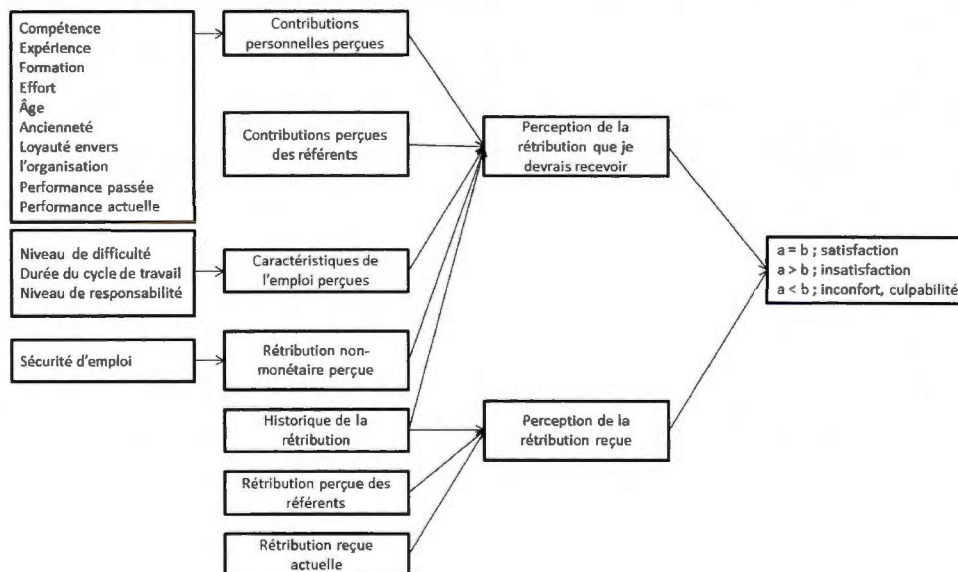 Compétence
Expérience
Formation
Effort
Âge
Ancienneté
Loyauté envers
l'organisation
Performance passée
Performance actuelle
Niveau de difficulté
Durée du cycle de travail
Niveau de responsabilité
Sécurité d'emploi
Contributions
personnelles perçues
Contributions perçues
des référents
Caractéristiques de
l'emploi perçues
Rétribution non-
monétaire perçue
Historique de la
rétribution
Rétribution perçue des
référents
Rétribution reçue
actuelle
Perception de la
rétribution que je
devrais recevoir
Perception de la
rétribution reçue
a = b ; satisfaction
a > b ; insatisfaction
a < b ; inconfort, culpabilité